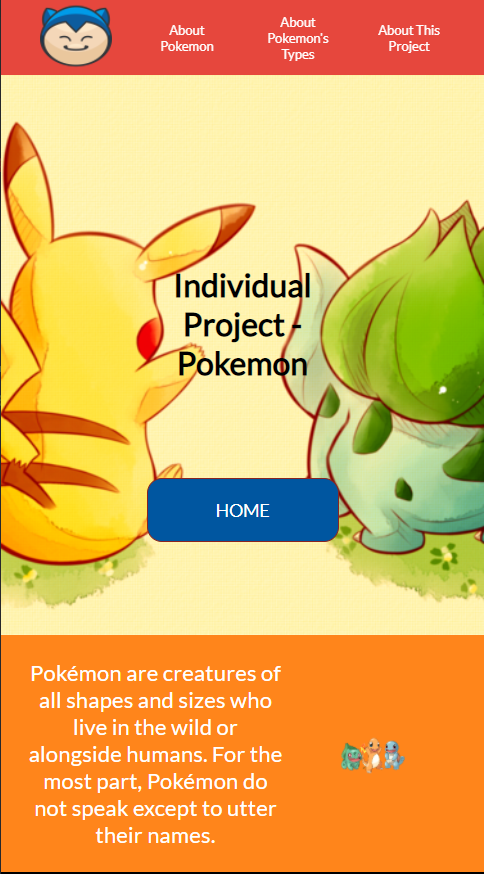 About
Pokemon
About
Pokemon's
Types
About This
Project
Individual
Project -
Pokemon
HOME
Pokémon are creatures of
all shapes and sizes who
live in the wild or
alongside humans. For the
most part, Pokémon do
not speak except to utter
their names.